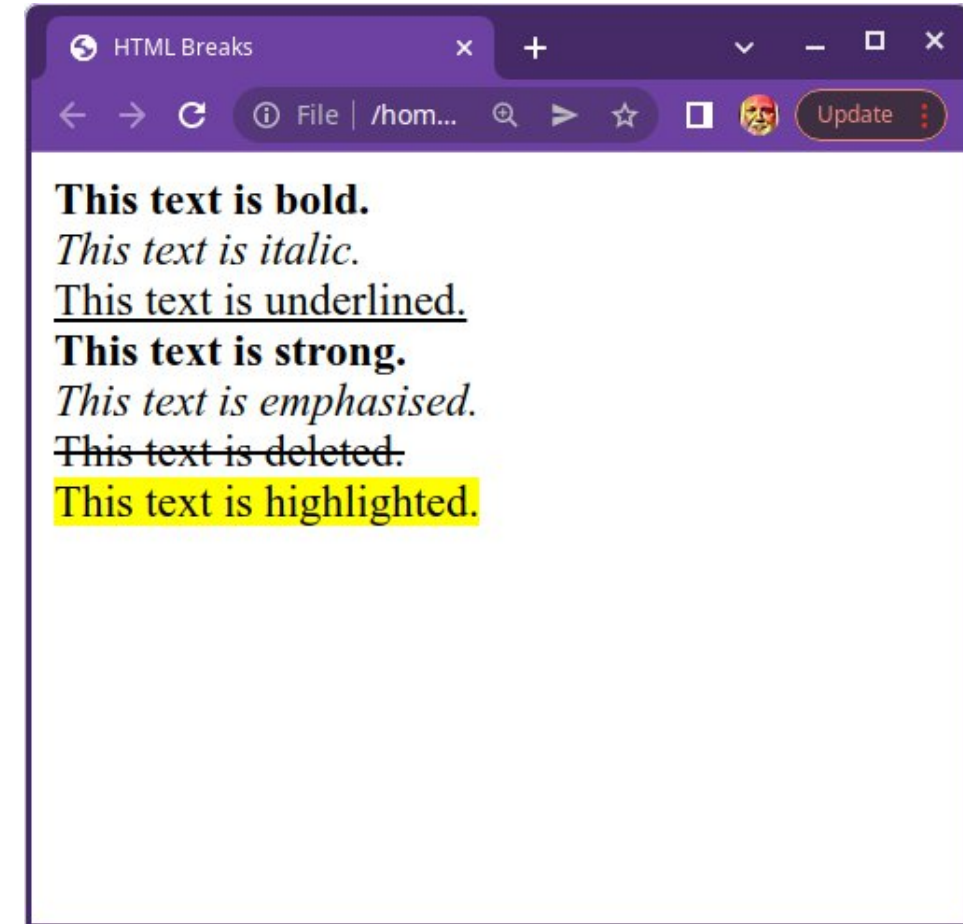 HTML Breaks
File /hom... Update
This text is bold.
This text is italic.
This text is underlined.
This text is strong.
This text is emphasised.
This text is deleted.
This text is highlighted.